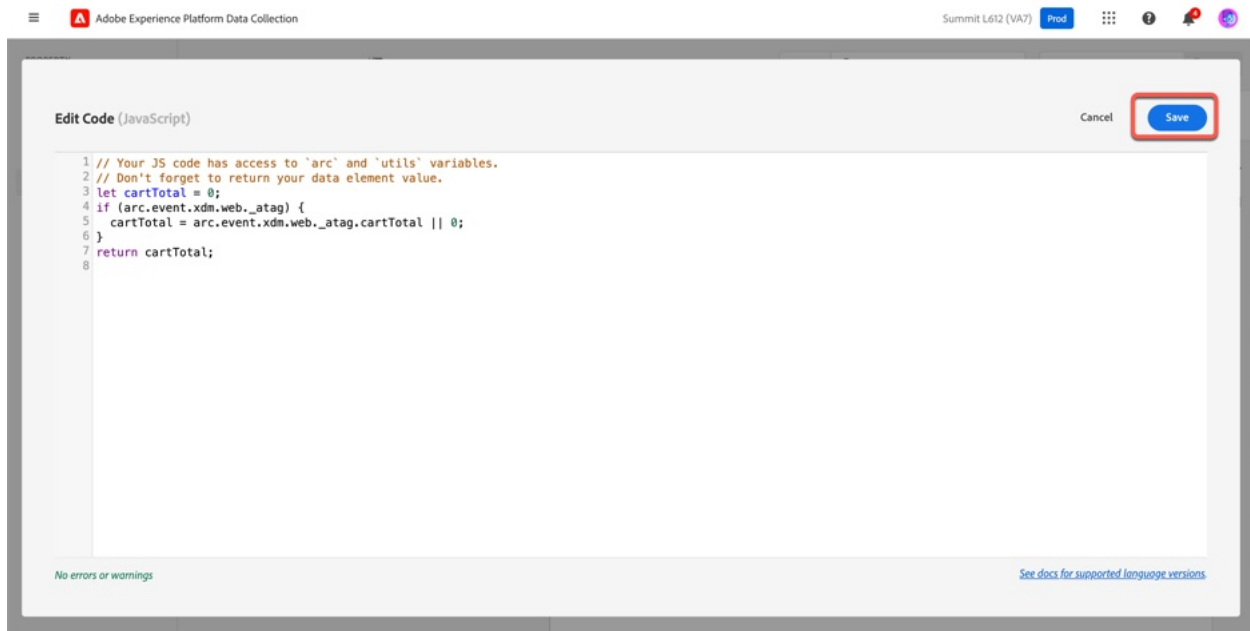 Adobe Experience Platform Data Collection Summit L612 (VA7) Prod 4
Edit Code (JavaScript) Cancel Save
1 // Your JS code has access to `arc` and `utils` variables.
2 // Don't forget to return your data element value.
3 let cartTotal = 0;
4 if (arc.event.xdm.web._atag) {
5 cartTotal = arc.event.xdm.web._atag.cartTotal || 0;
6 }
7 return cartTotal;
8
No errors or warnings See docs for supported language versions.